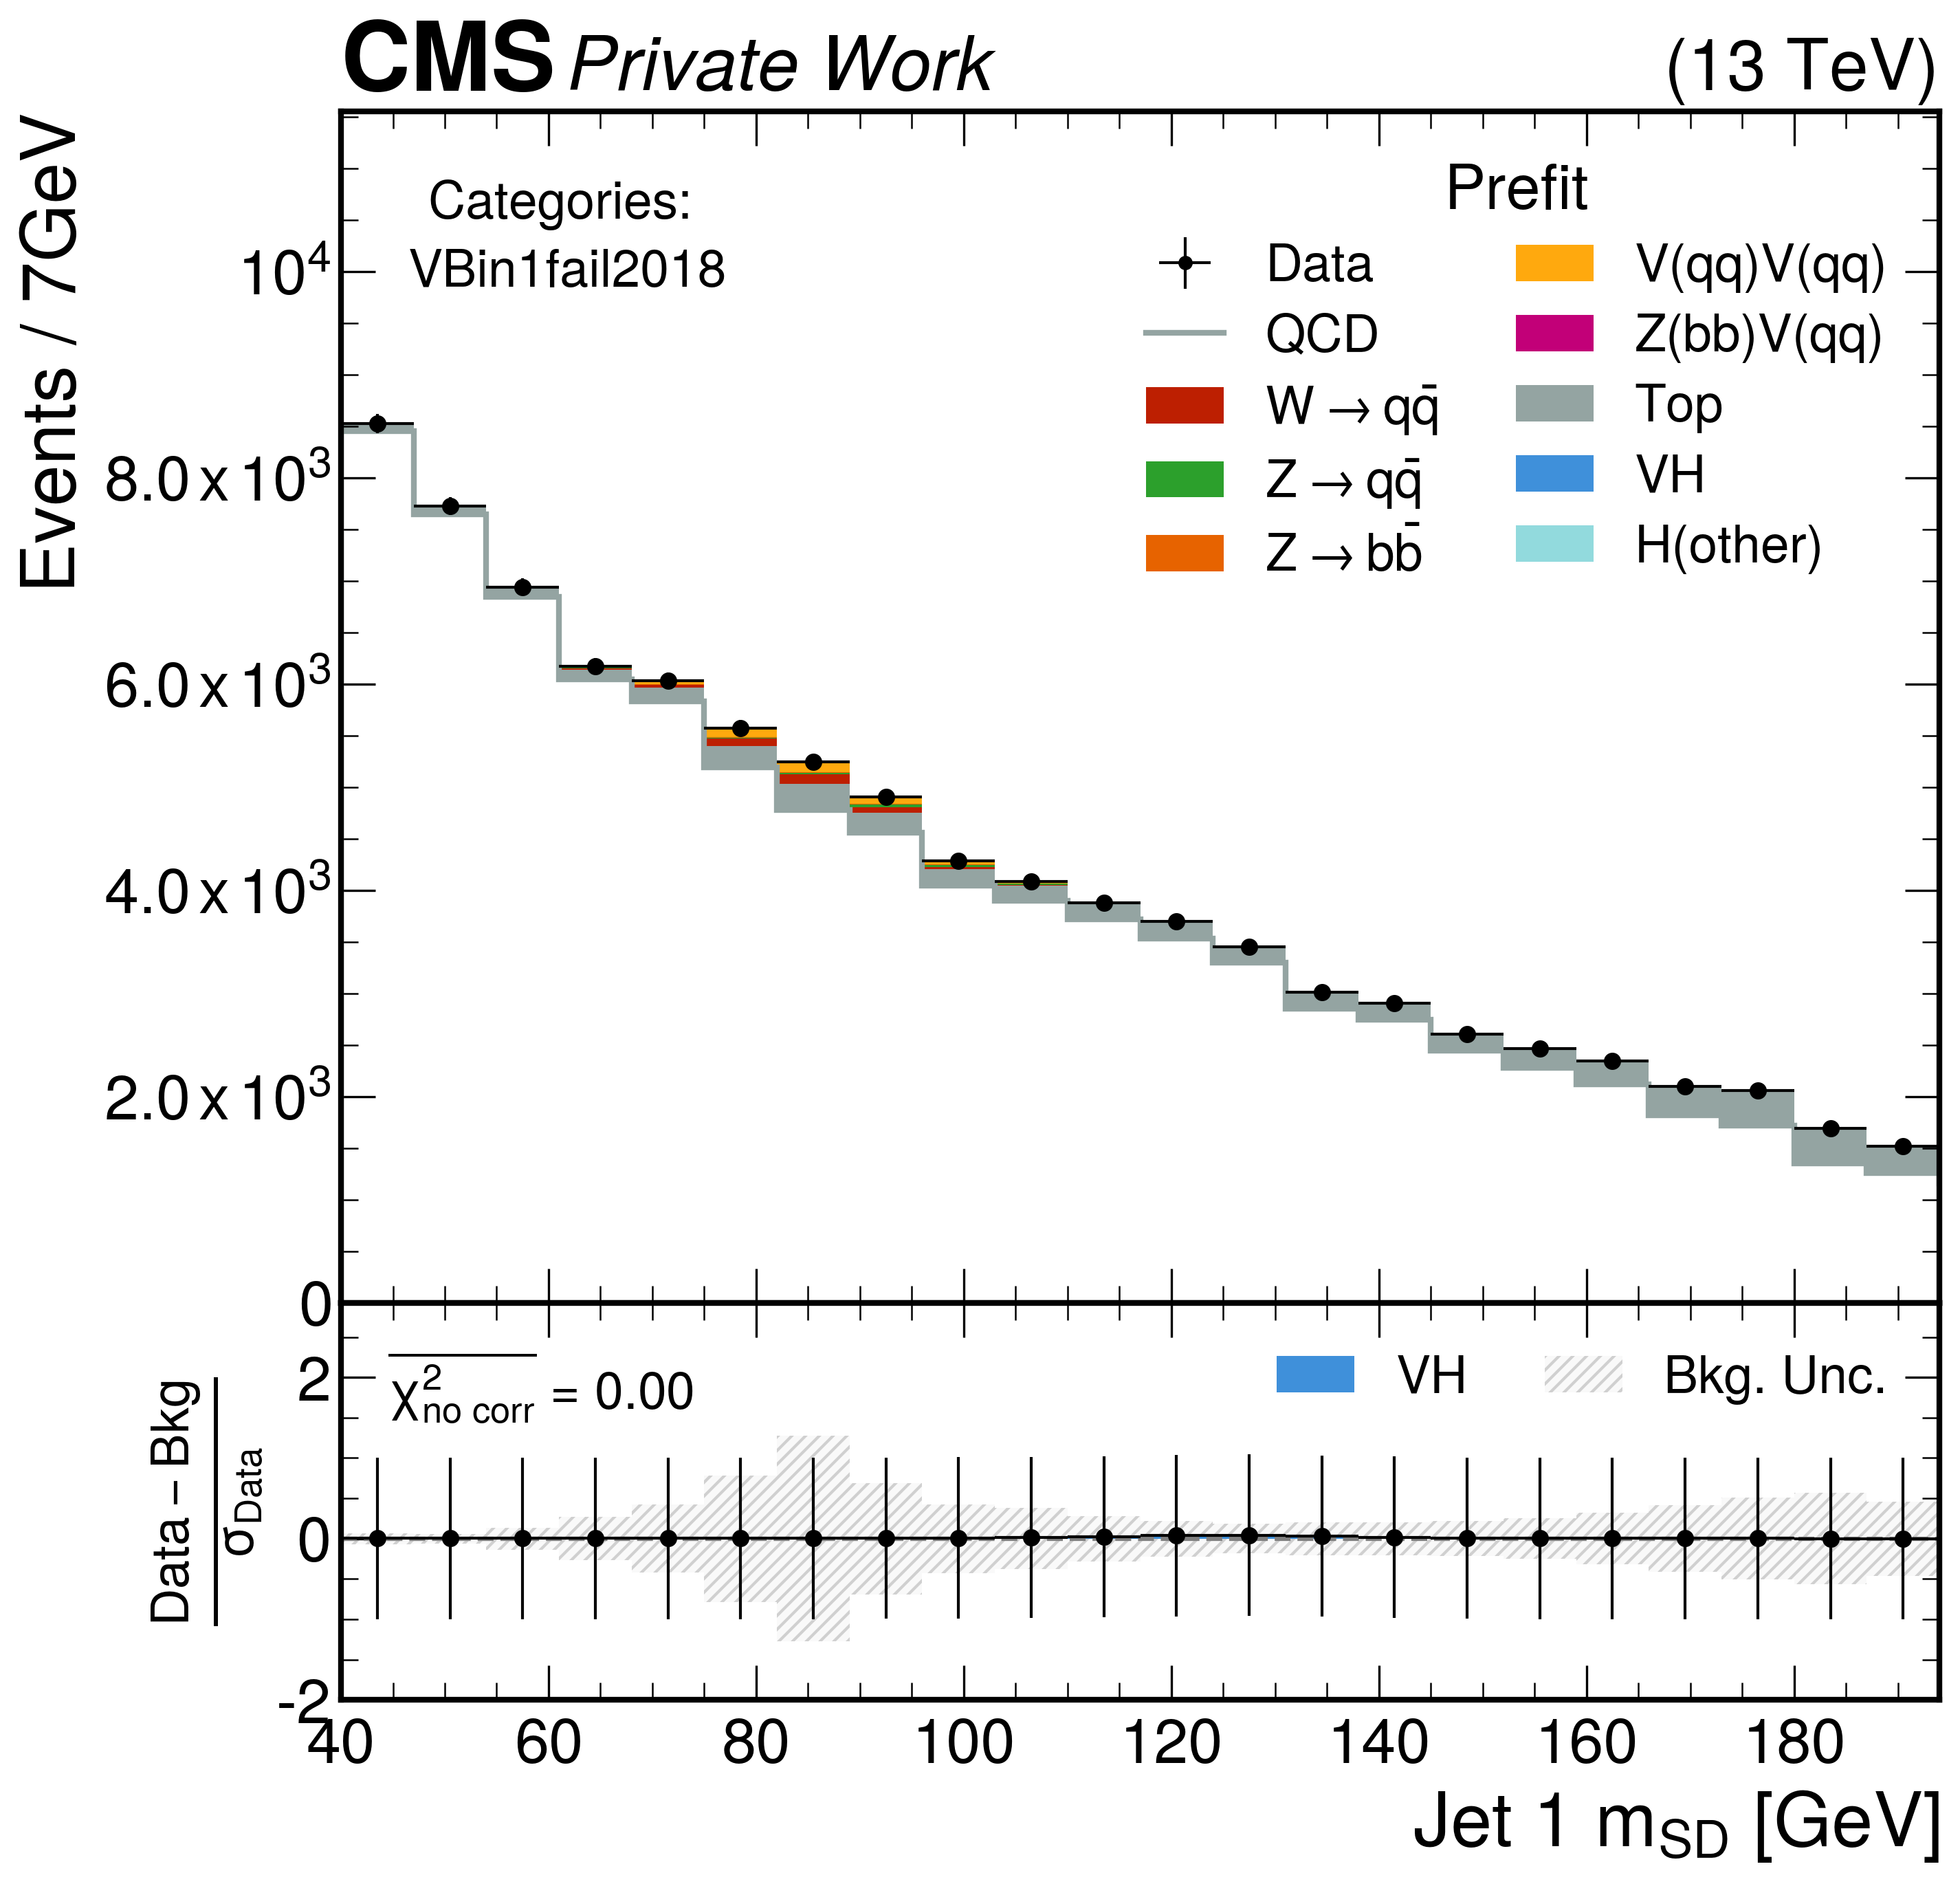 CMS Private Work (13 TeV)
Events / 7GeV
Categories:
VBin1fail2018
Prefit
Data
QCD
W → qq̄
Z → qq̄
Z → bb̄
V(qq)V(qq)
Z(bb)V(qq)
Top
VH
H(other)
10⁴
8.0 x 10³
6.0 x 10³
4.0 x 10³
2.0 x 10³
0
Data − Bkg
σ_Data
χ²_no corr = 0.00
VH
Bkg. Unc.
2
0
-2
40 60 80 100 120 140 160 180
Jet 1 m_SD [GeV]